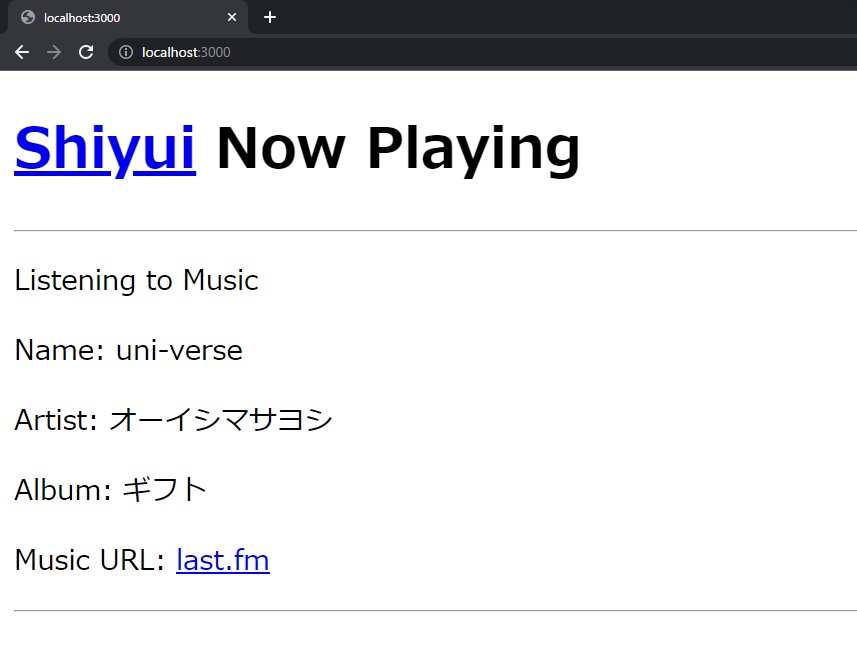 localhost:3000
localhost:3000
Shiyui Now Playing
Listening to Music
Name: uni-verse
Artist: オーイシマサヨシ
Album: ギフト
Music URL: last.fm